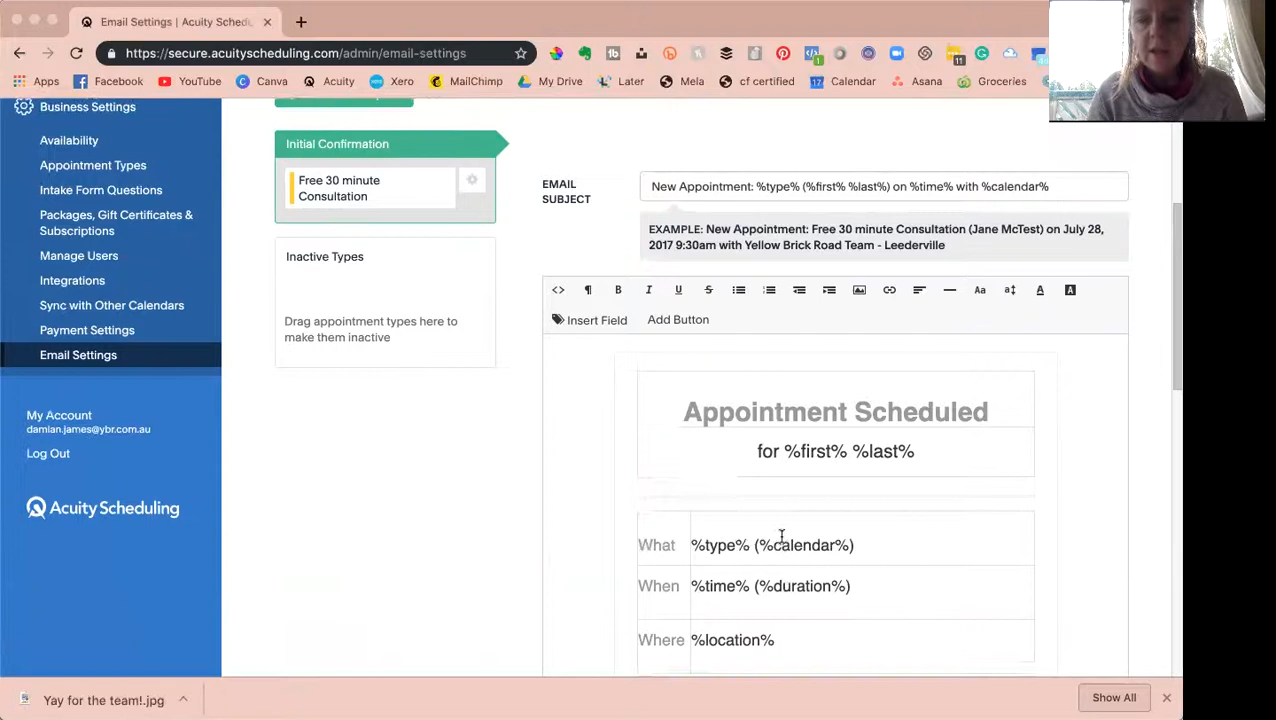 Email Settings | Acuity Schedu
https://secure.acuityscheduling.com/admin/email-settings
11
17
Apps Facebook YouTube Canva Acuity Xero MailChimp My Drive Later Mela cf certified Calendar Asana Groceries
Business Settings
Availability
Appointment Types
Intake Form Questions
Packages, Gift Certificates &
Subscriptions
Manage Users
Integrations
Sync with Other Calendars
Payment Settings
Email Settings
My Account
damian.james@ybr.com.au
Log Out
Acuity Scheduling
Initial Confirmation
Free 30 minute
Consultation
Inactive Types
Drag appointment types here to
make them inactive
EMAIL
SUBJECT
New Appointment: %type% (%first% %last%) on %time% with %calendar%
EXAMPLE: New Appointment: Free 30 minute Consultation (Jane McTest) on July 28,
2017 9:30am with Yellow Brick Road Team - Leederville
Insert Field Add Button
Appointment Scheduled
for %first% %last%
What %type% (%calendar%)
When %time% (%duration%)
Where %location%
Yay for the team!.jpg
Show All